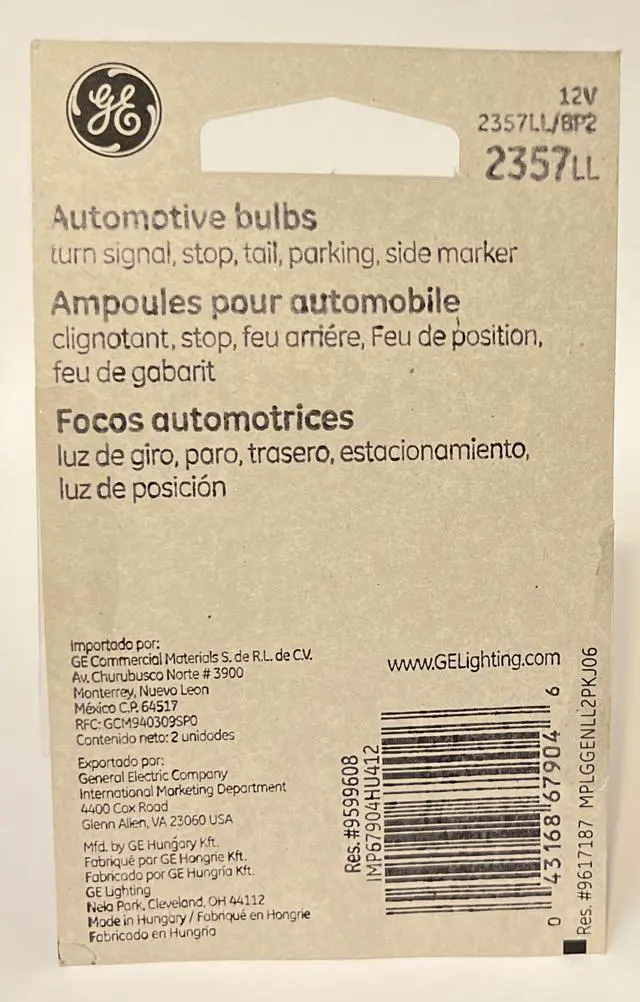 GE
12V
2357LL/BP2
2357LL
Automotive bulbs
turn signal, stop, tail, parking, side marker
Ampoules pour automobile
clignotant, stop, feu arriére, Feu de position,
feu de gabarit
Focos automotrices
luz de giro, paro, trasero, estacionamiento,
luz de posición
Importado por:
GE Commercial Materials S. de R.L. de C.V.
Av. Churubusco Norte # 3900
Monterrey, Nuevo Leon
México C.P. 64517
RFC: GCM940309SP0
Contenido neto: 2 unidades
Exportado por:
General Electric Company
International Marketing Department
4400 Cox Road
Glenn Allen, VA 23060 USA
Mfd. by GE Hungary Kft.
Fabriqué par GE Hongrie Kft.
Fabricado por GE Hungria Kft.
GE Lighting
Nela Park, Cleveland, OH 44112
Made in Hungary / Fabriqué en Hongrie
Fabricado en Hungria
www.GELighting.com
Res. #9599608
IMP67904HU412
0 43168 67904 6
Res. #9617187 MPLGGENLL2PKJ06